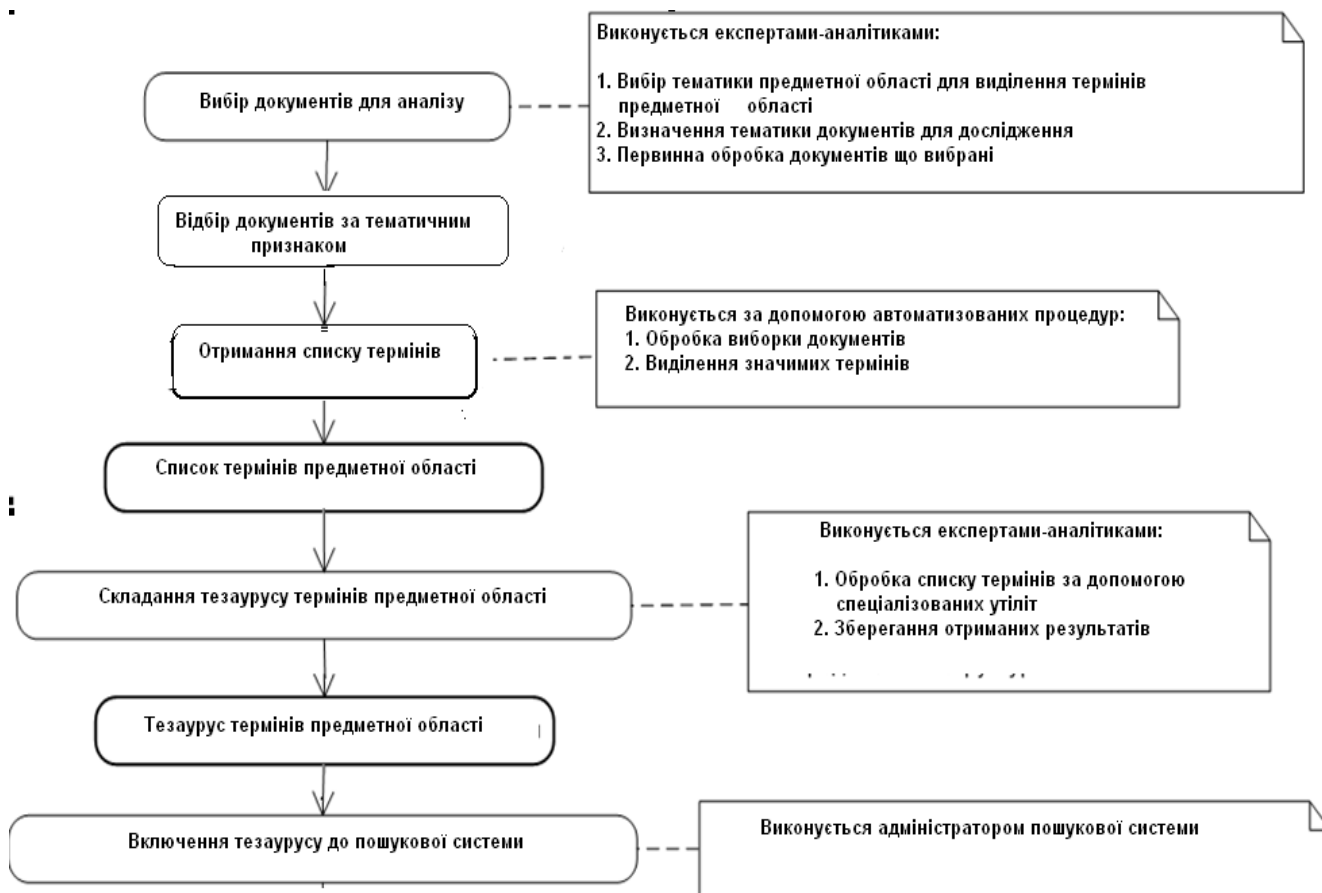 Виконується експертами-аналітиками:
1. Вибір тематики предметної області для виділення термінів
предметної області
2. Визначення тематики документів для дослідження
3. Первинна обробка документів що вибрані
Вибір документів для аналізу
Відбір документів за тематичним
признаком
Виконується за допомогою автоматизованих процедур:
1. Обробка виборки документів
2. Виділення значимих термінів
Отримання списку термінів
Список термінів предметної області
Виконується експертами-аналітиками:
1. Обробка списку термінів за допомогою
спеціалізованих утиліт
2. Зберегання отриманих результатів
Складання тезаурусу термінів предметної області
Тезаурус термінів предметної області
Включення тезаурусу до пошукової системи
Виконується адміністратором пошукової системи